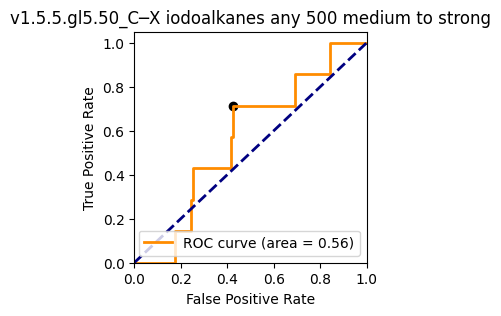 v1.5.5.gl5.50_C─X iodoalkanes any 500 medium to strong
1.0
0.8
0.6
0.4
0.2
0.0
True Positive Rate
ROC curve (area = 0.56)
0.0 0.2 0.4 0.6 0.8 1.0
False Positive Rate